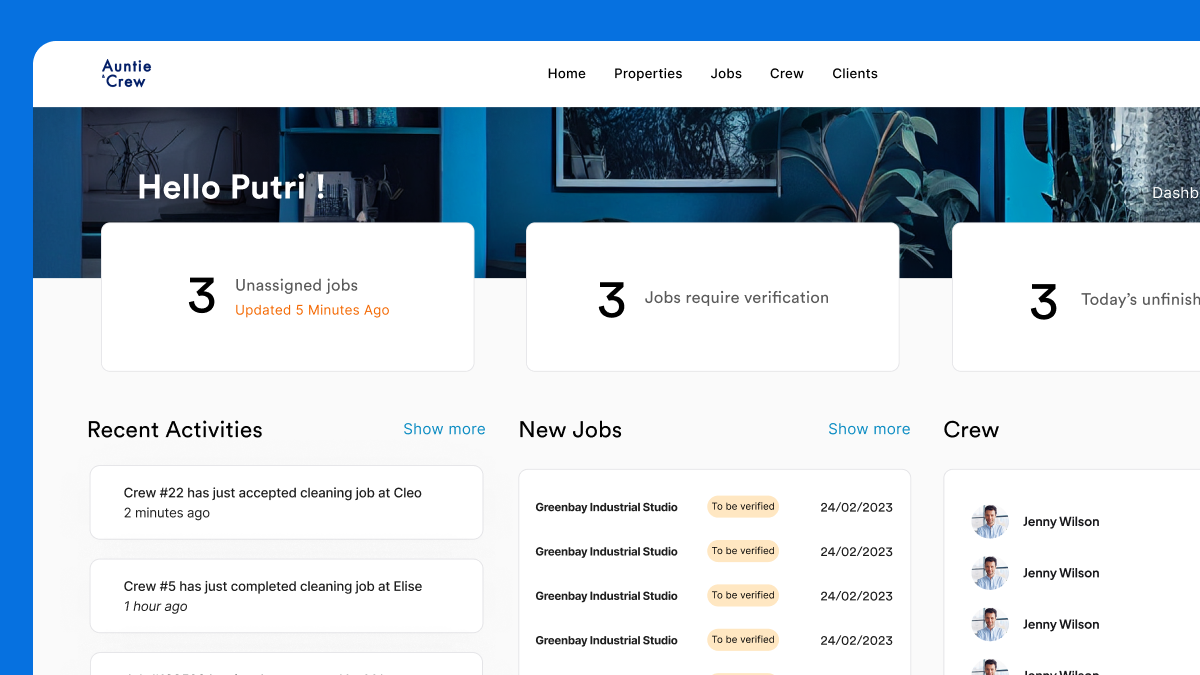 Auntie
& Crew
Home Properties Jobs Crew Clients
Hello Putri !
Dashb
3 Unassigned jobs
Updated 5 Minutes Ago
3 Jobs require verification
3 Today’s unfinish
Recent Activities Show more
Crew #22 has just accepted cleaning job at Cleo
2 minutes ago
Crew #5 has just completed cleaning job at Elise
1 hour ago
New Jobs Show more
Greenbay Industrial Studio To be verified 24/02/2023
Greenbay Industrial Studio To be verified 24/02/2023
Greenbay Industrial Studio To be verified 24/02/2023
Greenbay Industrial Studio To be verified 24/02/2023
Crew
Jenny Wilson
Jenny Wilson
Jenny Wilson
Jenny Wilson